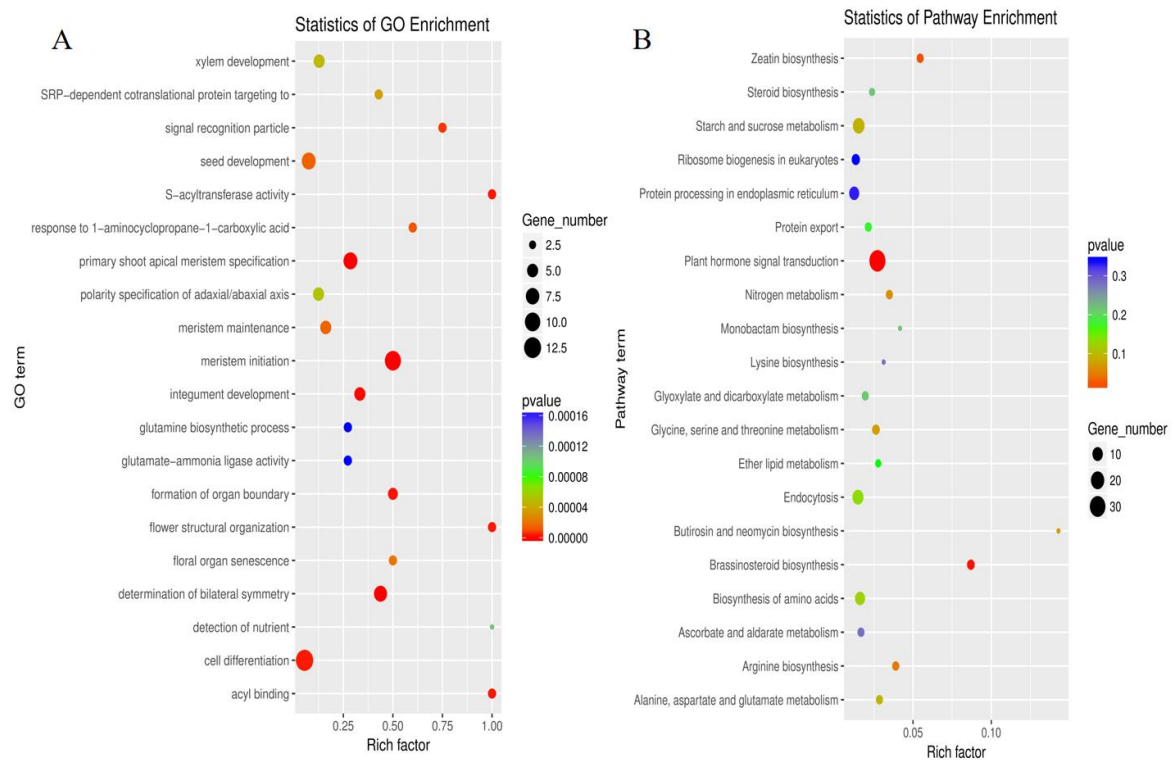 A
Statistics of GO Enrichment
GO term
xylem development
SRP-dependent cotranslational protein targeting to
signal recognition particle
seed development
S-acyltransferase activity
response to 1-aminocyclopropane-1-carboxylic acid
primary shoot apical meristem specification
polarity specification of adaxial/abaxial axis
meristem maintenance
meristem initiation
integument development
glutamine biosynthetic process
glutamate-ammonia ligase activity
formation of organ boundary
flower structural organization
floral organ senescence
determination of bilateral symmetry
detection of nutrient
cell differentiation
acyl binding
0.25 0.50 0.75 1.00
Rich factor
Gene_number
2.5
5.0
7.5
10.0
12.5
pvalue
0.00016
0.00012
0.00008
0.00004
0.00000
B
Statistics of Pathway Enrichment
Pathway term
Zeatin biosynthesis
Steroid biosynthesis
Starch and sucrose metabolism
Ribosome biogenesis in eukaryotes
Protein processing in endoplasmic reticulum
Protein export
Plant hormone signal transduction
Nitrogen metabolism
Monobactam biosynthesis
Lysine biosynthesis
Glyoxylate and dicarboxylate metabolism
Glycine, serine and threonine metabolism
Ether lipid metabolism
Endocytosis
Butirosin and neomycin biosynthesis
Brassinosteroid biosynthesis
Biosynthesis of amino acids
Ascorbate and aldarate metabolism
Arginine biosynthesis
Alanine, aspartate and glutamate metabolism
0.05 0.10
Rich factor
pvalue
0.3
0.2
0.1
Gene_number
10
20
30